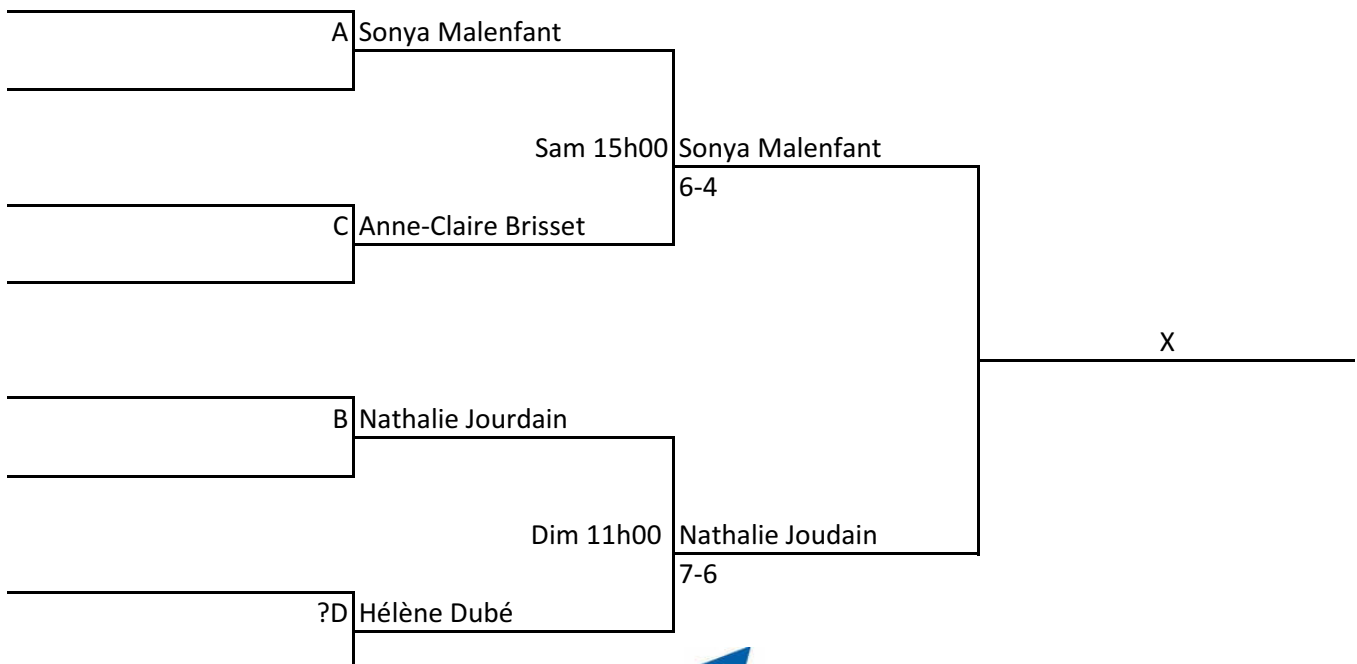 A Sonya Malenfant
Sam 15h00 Sonya Malenfant
6-4
C Anne-Claire Brisset
X
B Nathalie Jourdain
Dim 11h00 Nathalie Joudain
7-6
?D Hélène Dubé